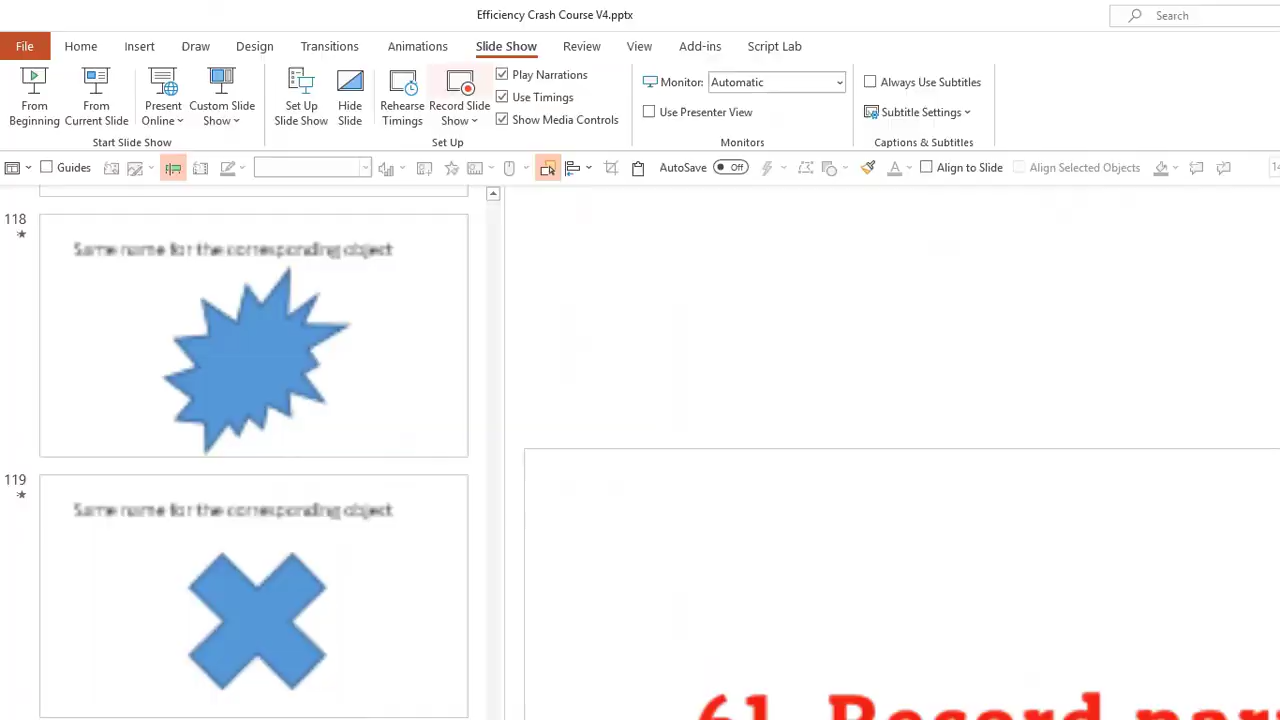 Efficiency Crash Course V4.pptx
Search
File Home Insert Draw Design Transitions Animations Slide Show Review View Add-ins Script Lab
From Beginning
From Current Slide
Present Online
Custom Slide Show
Start Slide Show
Set Up Slide Show
Hide Slide
Rehearse Timings
Record Slide Show
Play Narrations
Use Timings
Show Media Controls
Set Up
Monitor: Automatic
Use Presenter View
Monitors
Always Use Subtitles
Subtitle Settings
Captions & Subtitles
Guides AutoSave Off Align to Slide Align Selected Objects
118
Same name for the corresponding object
119
Same name for the corresponding object
61. Record